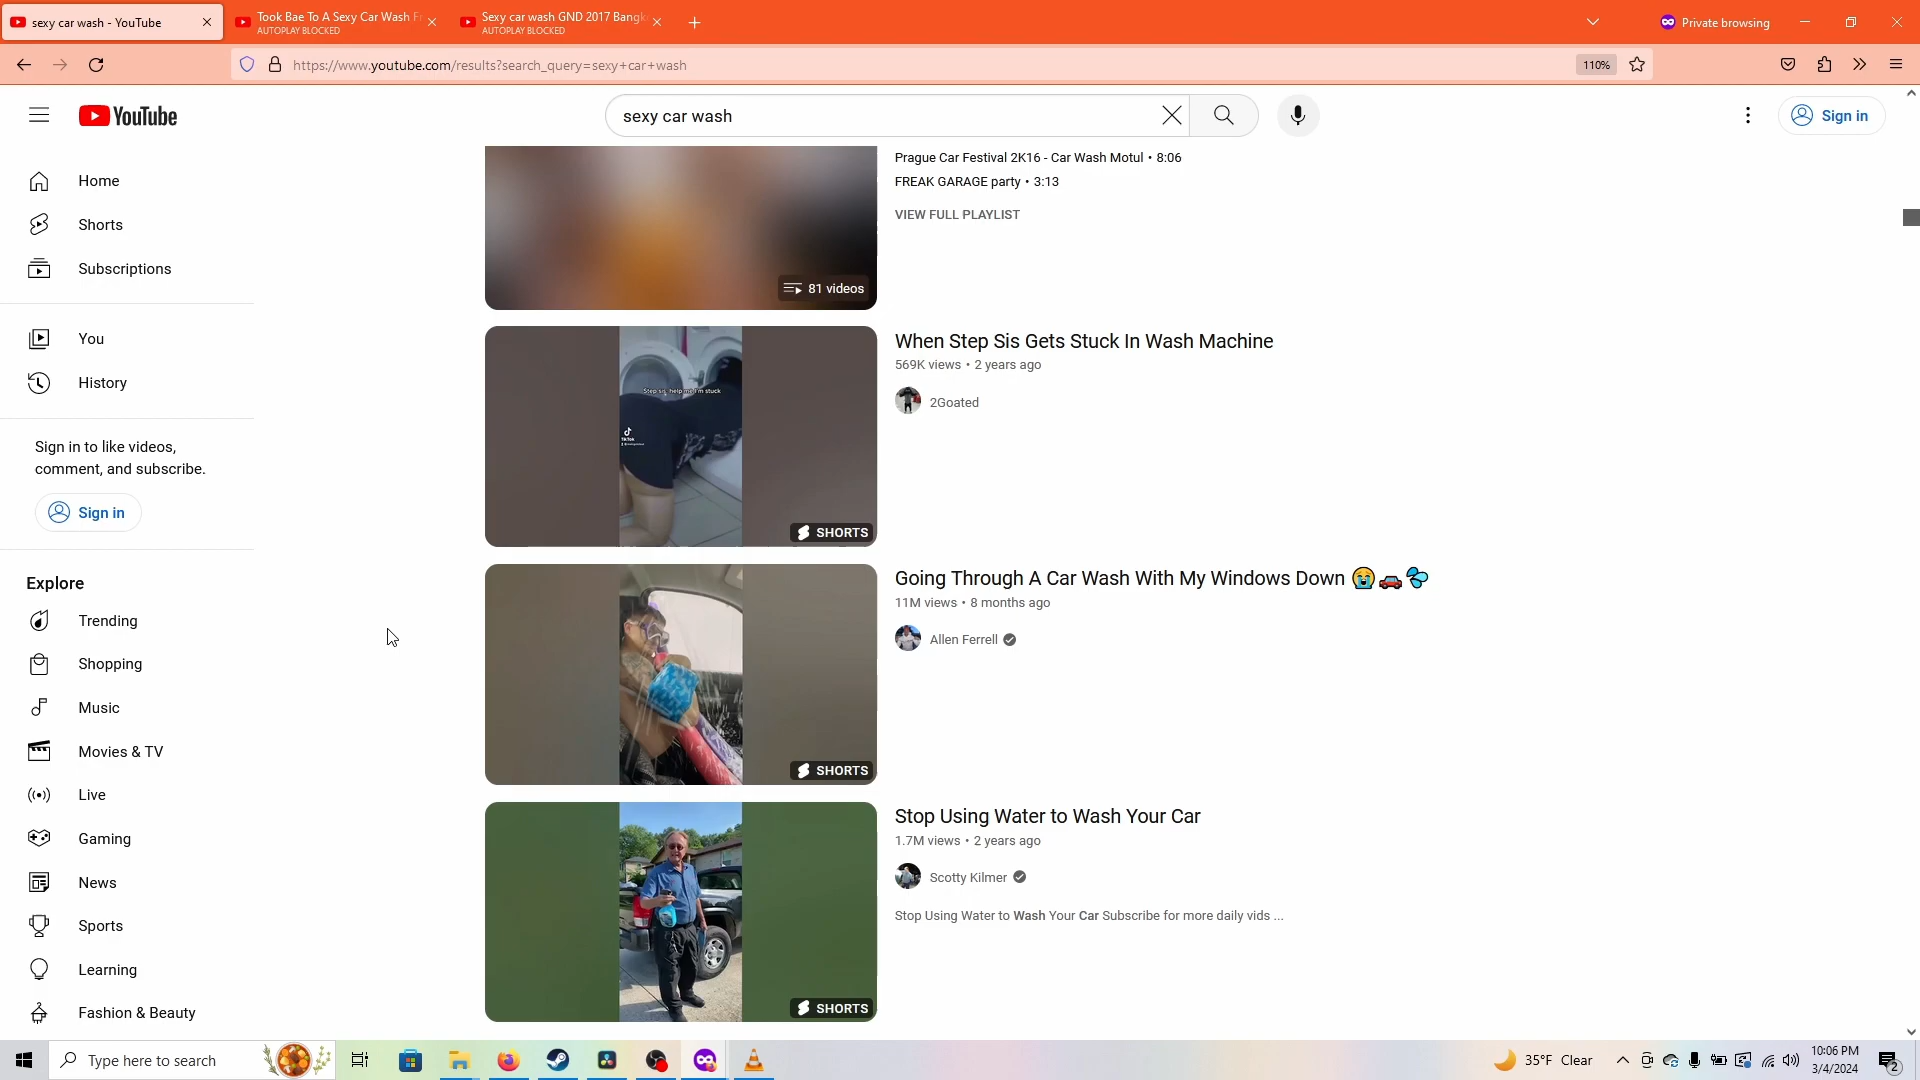 sexy car wash - YouTube
Took Bae To A Sexy Car Wash Fr
AUTOPLAY BLOCKED
Sexy car wash GND 2017 Bangk
AUTOPLAY BLOCKED
Private browsing
https://www.youtube.com/results?search_query=sexy+car+wash
110%
YouTube
sexy car wash
Sign in
Home
Shorts
Subscriptions
You
History
Sign in to like videos,
comment, and subscribe.
Sign in
Explore
Trending
Shopping
Music
Movies & TV
Live
Gaming
News
Sports
Learning
Fashion & Beauty
Prague Car Festival 2K16 - Car Wash Motul • 8:06
FREAK GARAGE party • 3:13
VIEW FULL PLAYLIST
81 videos
Step sis, help me I'm stuck
TikTok
SHORTS
When Step Sis Gets Stuck In Wash Machine
569K views • 2 years ago
2Goated
SHORTS
Going Through A Car Wash With My Windows Down 😭🚗💦
11M views • 8 months ago
Allen Ferrell
SHORTS
Stop Using Water to Wash Your Car
1.7M views • 2 years ago
Scotty Kilmer
Stop Using Water to Wash Your Car Subscribe for more daily vids ...
Type here to search
35°F Clear
10:06 PM
3/4/2024
2